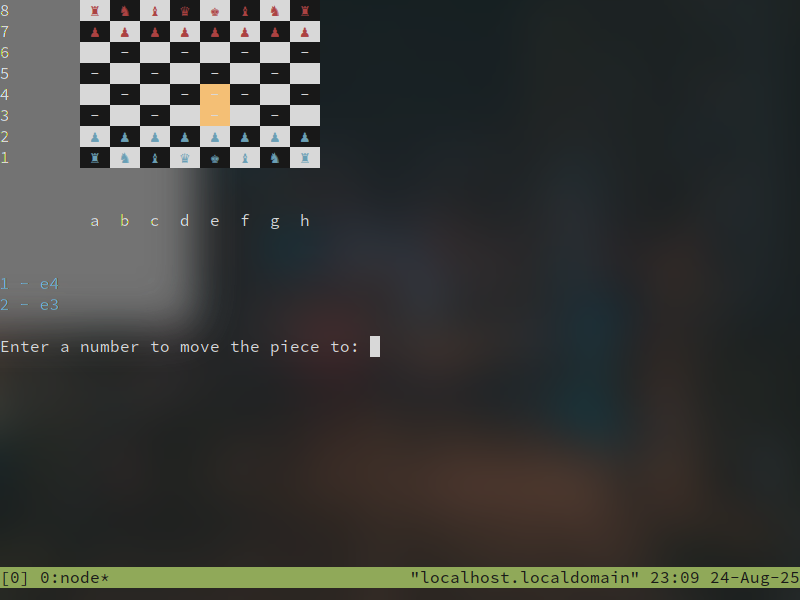 8 ♜ ♞ ♝ ♛ ♚ ♝ ♞ ♜
7 ♟ ♟ ♟ ♟ ♟ ♟ ♟ ♟
6 – – – –
5 – – – –
4 – – – – –
3 – – – –
2 ♟ ♟ ♟ ♟ ♟ ♟ ♟ ♟
1 ♜ ♞ ♝ ♛ ♚ ♝ ♞ ♜
a b c d e f g h
1 - e4
2 - e3
Enter a number to move the piece to:
[0] 0:node* "localhost.localdomain" 23:09 24-Aug-25